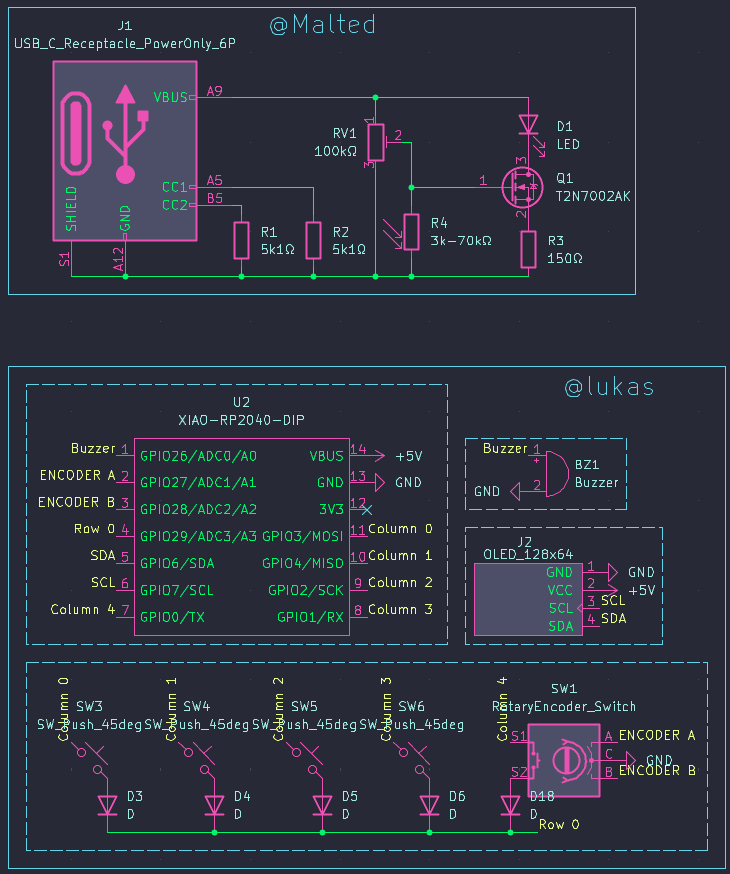 @Malted
J1
USB_C_Receptacle_PowerOnly_6P
VBUS A9
CC1 A5
CC2 B5
SHIELD
GND
S1
A12
R1
5k1Ω
R2
5k1Ω
RV1
100kΩ
1
2
3
R4
3k-70kΩ
D1
LED
1
3
2
Q1
T2N7002AK
R3
150Ω
@lukas
U2
XIAO-RP2040-DIP
Buzzer 1 GPIO26/ADC0/A0
ENCODER A 2 GPIO27/ADC1/A1
ENCODER B 3 GPIO28/ADC2/A2
Row 0 4 GPIO29/ADC3/A3
SDA 5 GPIO6/SDA
SCL 6 GPIO7/SCL
Column 4 7 GPIO0/TX
VBUS 14 +5V
GND 13 GND
3V3 12
GPIO3/MOSI 11 Column 0
GPIO4/MISO 10 Column 1
GPIO2/SCK 9 Column 2
GPIO1/RX 8 Column 3
Buzzer 1
+
GND 2
BZ1
Buzzer
J2
OLED_128x64
GND 1 GND
VCC 2 +5V
SCL 3 SCL
SDA 4 SDA
Column 0
SW3
SW_Push_45deg
D3
D
Column 1
SW4
SW_Push_45deg
D4
D
Column 2
SW5
SW_Push_45deg
D5
D
Column 3
SW6
SW_Push_45deg
D6
D
Column 4
SW1
RotaryEncoder_Switch
S1
S2
A ENCODER A
C GND
B ENCODER B
D18
D
Row 0